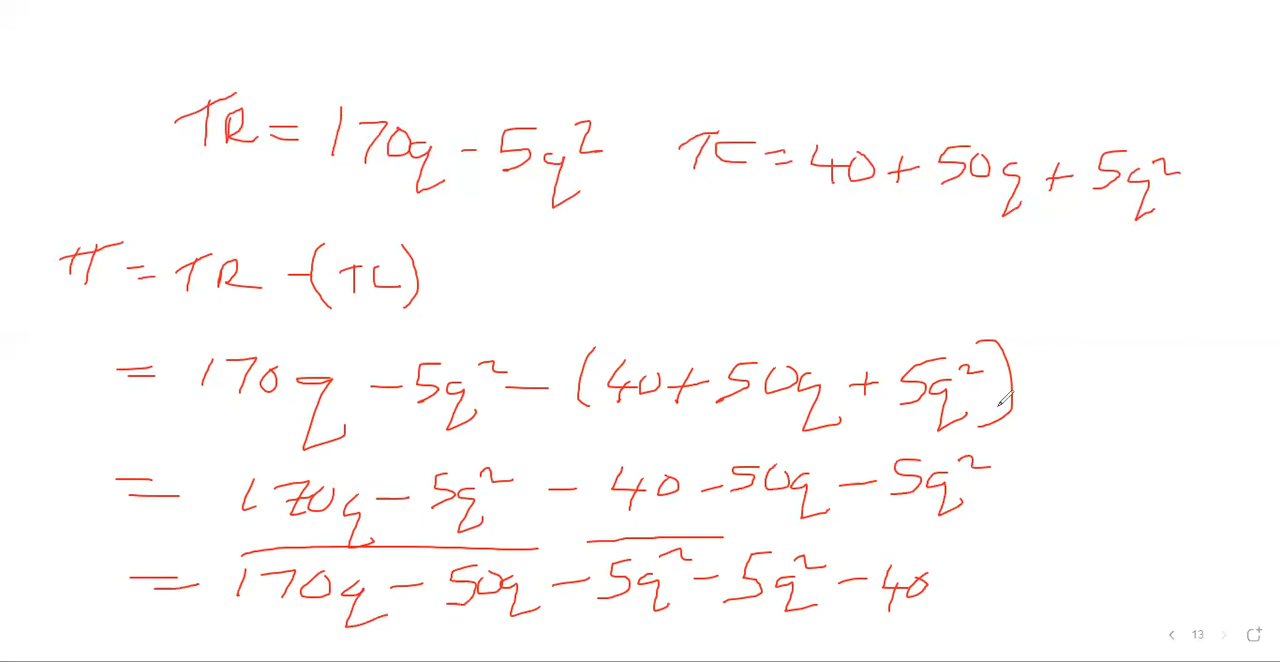 TR = 170q - 5q² TC = 40 + 50q + 5q²
π = TR - (TC)
= 170q - 5q² - (40 + 50q + 5q²)
= 170q - 5q² - 40 - 50q - 5q²
= 170q - 50q - 5q² - 5q² - 40
< 13 >